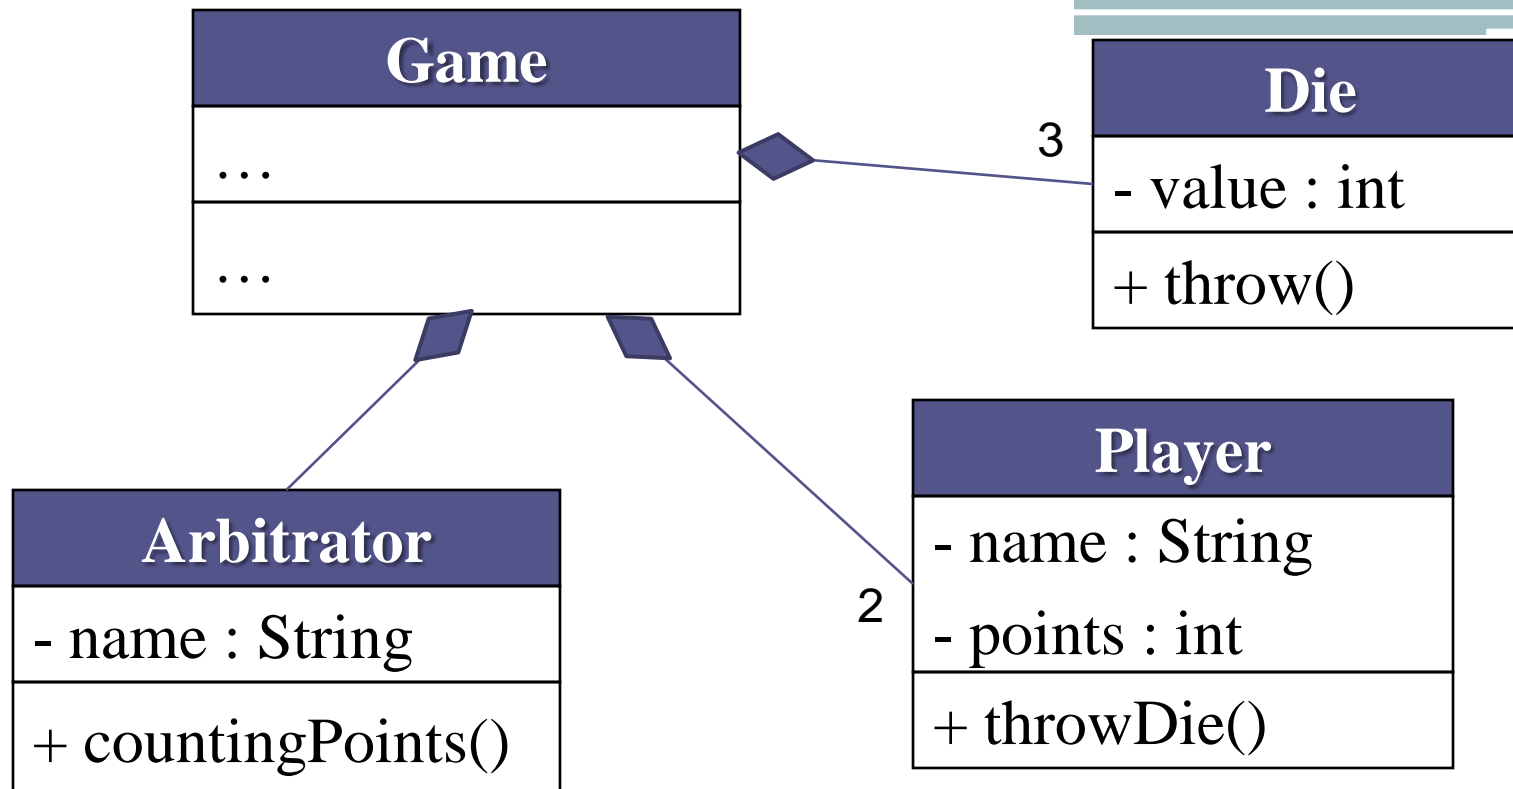 Game
…
…
3
Die
- value : int
+ throw()
Arbitrator
- name : String
+ countingPoints()
2
Player
- name : String
- points : int
+ throwDie()